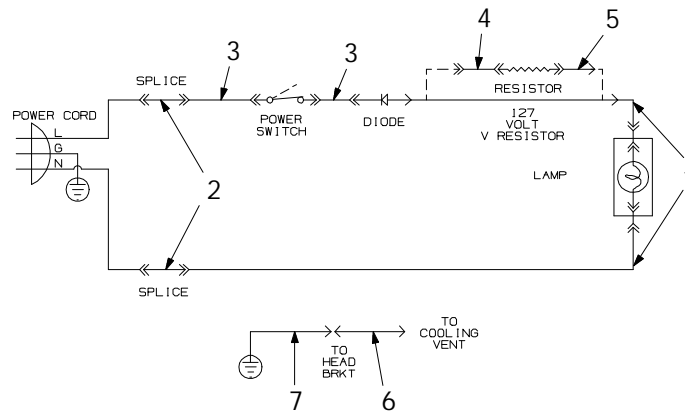 3
3
4
5
SPLICE
RESISTOR
POWER CORD
L
G
N
POWER
SWITCH
DIODE
127
VOLT
V RESISTOR
LAMP
2
SPLICE
TO
COOLING
VENT
TO
HEAD
BRKT
7
6